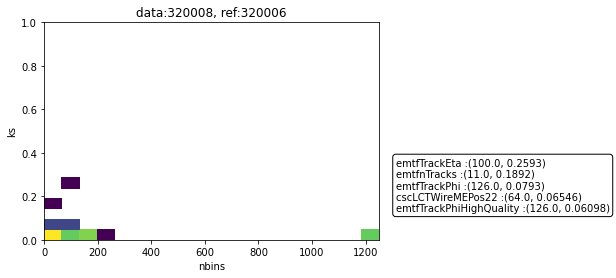 data:320008, ref:320006
1.0
0.8
0.6
0.4
0.2
0.0
ks
0 200 400 600 800 1000 1200
nbins
emtfTrackEta :(100.0, 0.2593)
emtfnTracks :(11.0, 0.1892)
emtfTrackPhi :(126.0, 0.0793)
cscLCTWireMEPos22 :(64.0, 0.06546)
emtfTrackPhiHighQuality :(126.0, 0.06098)